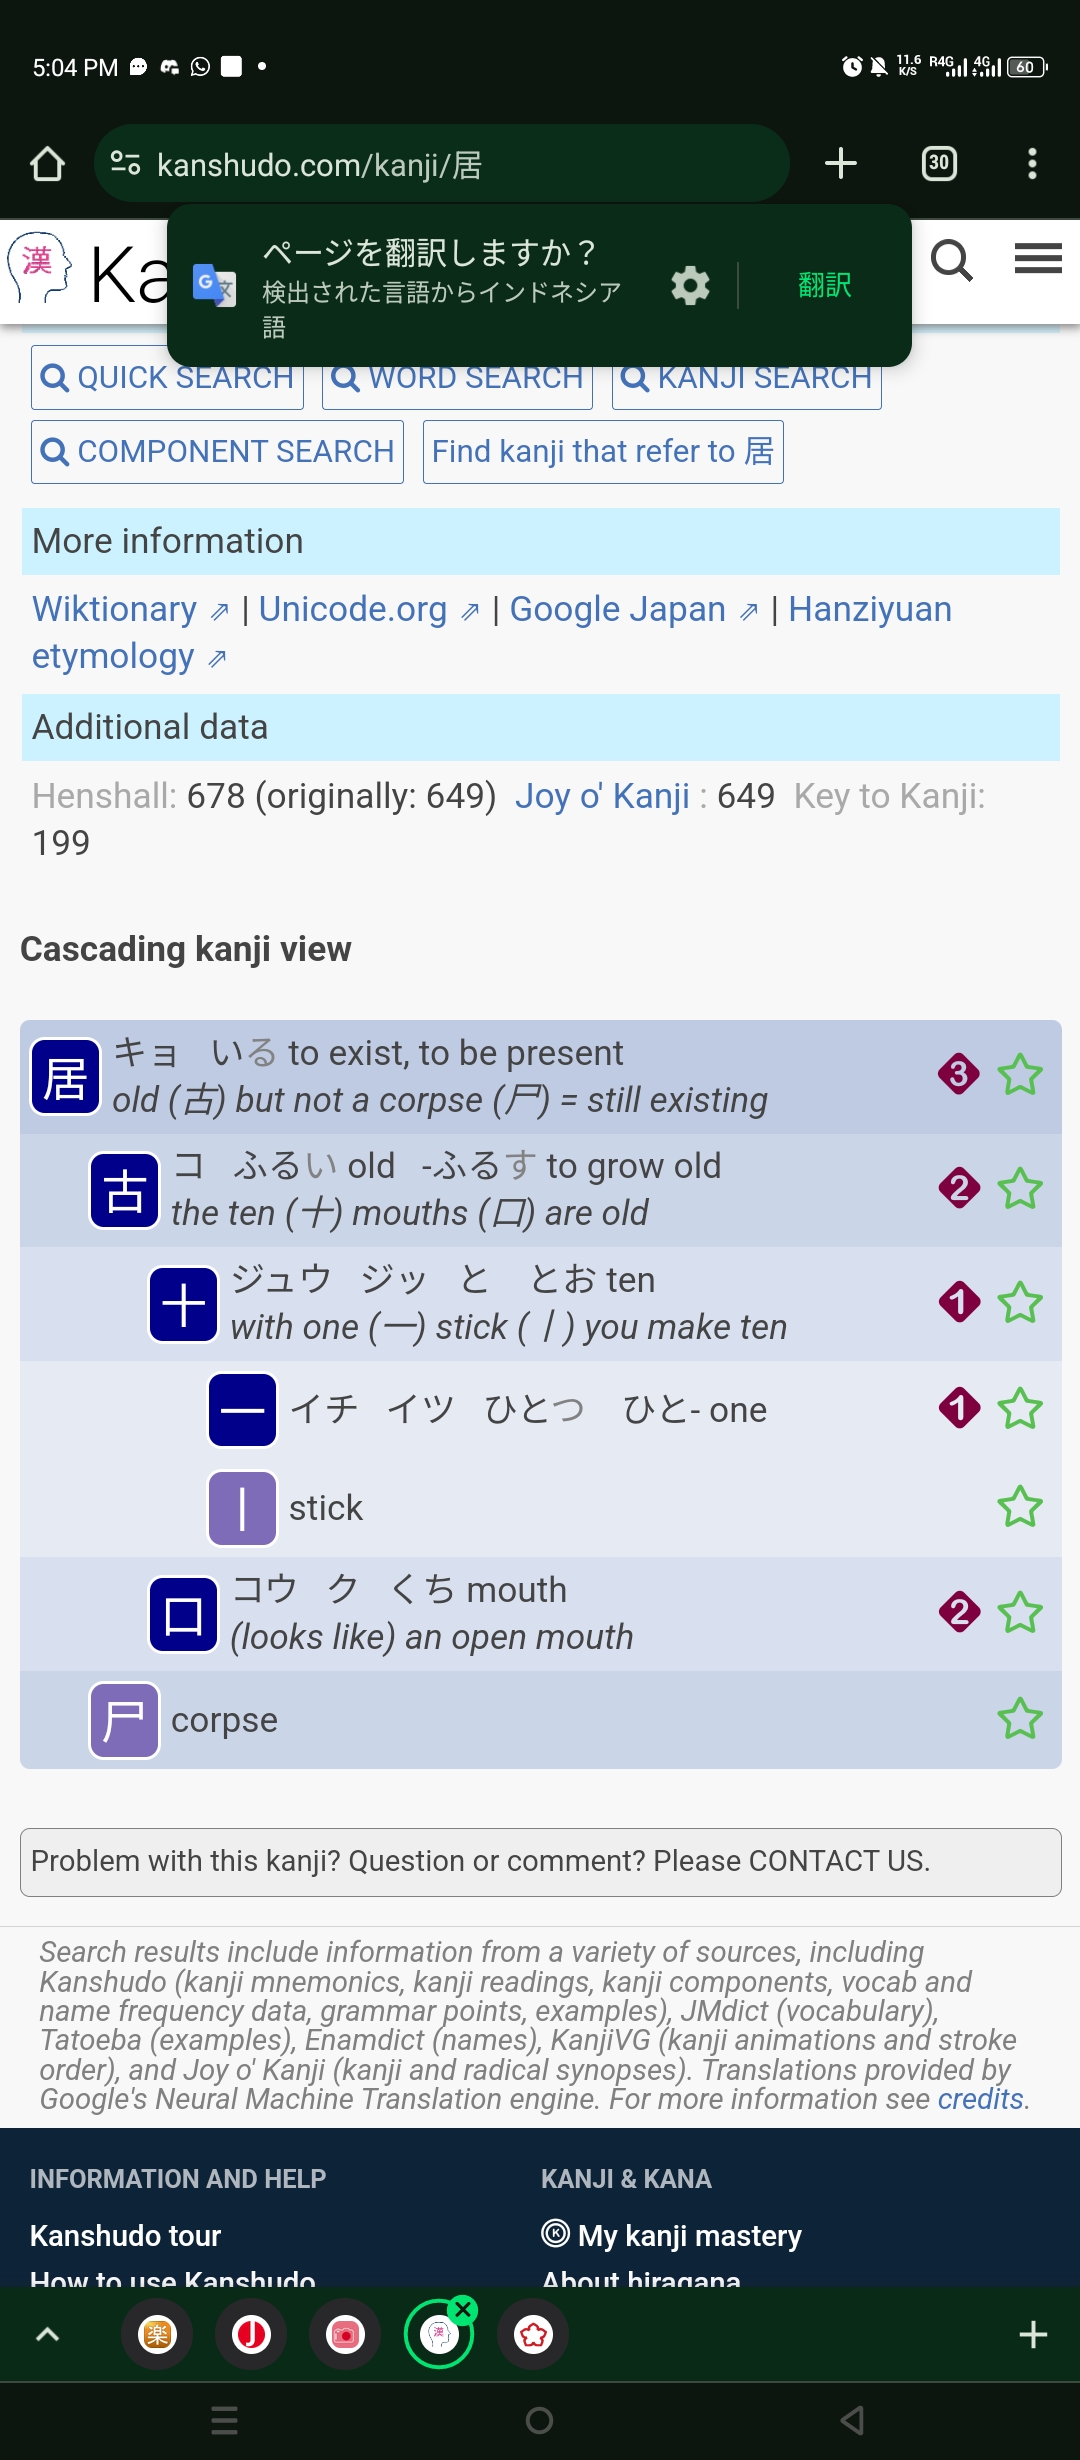 5:04 PM 11.6 K/S R4G 4G 60
kanshudo.com/kanji/居 30
漢 Ka
ページを翻訳しますか？
検出された言語からインドネシア
語
翻訳
QUICK SEARCH WORD SEARCH KANJI SEARCH
COMPONENT SEARCH Find kanji that refer to 居
More information
Wiktionary ⇗ | Unicode.org ⇗ | Google Japan ⇗ | Hanziyuan
etymology ⇗
Additional data
Henshall: 678 (originally: 649) Joy o' Kanji : 649 Key to Kanji:
199
Cascading kanji view
居 キョ いる to exist, to be present 3
old (古) but not a corpse (尸) = still existing
古 コ ふるい old -ふるす to grow old 2
the ten (十) mouths (口) are old
十 ジュウ ジッ と とお ten 1
with one (一) stick (丨) you make ten
一 イチ イツ ひとつ ひと- one 1
丨 stick
口 コウ ク くち mouth 2
(looks like) an open mouth
尸 corpse
Problem with this kanji? Question or comment? Please CONTACT US.
Search results include information from a variety of sources, including
Kanshudo (kanji mnemonics, kanji readings, kanji components, vocab and
name frequency data, grammar points, examples), JMdict (vocabulary),
Tatoeba (examples), Enamdict (names), KanjiVG (kanji animations and stroke
order), and Joy o' Kanji (kanji and radical synopses). Translations provided by
Google's Neural Machine Translation engine. For more information see credits.
INFORMATION AND HELP KANJI & KANA
Kanshudo tour My kanji mastery
How to use Kanshudo About hiragana
楽 J 漢